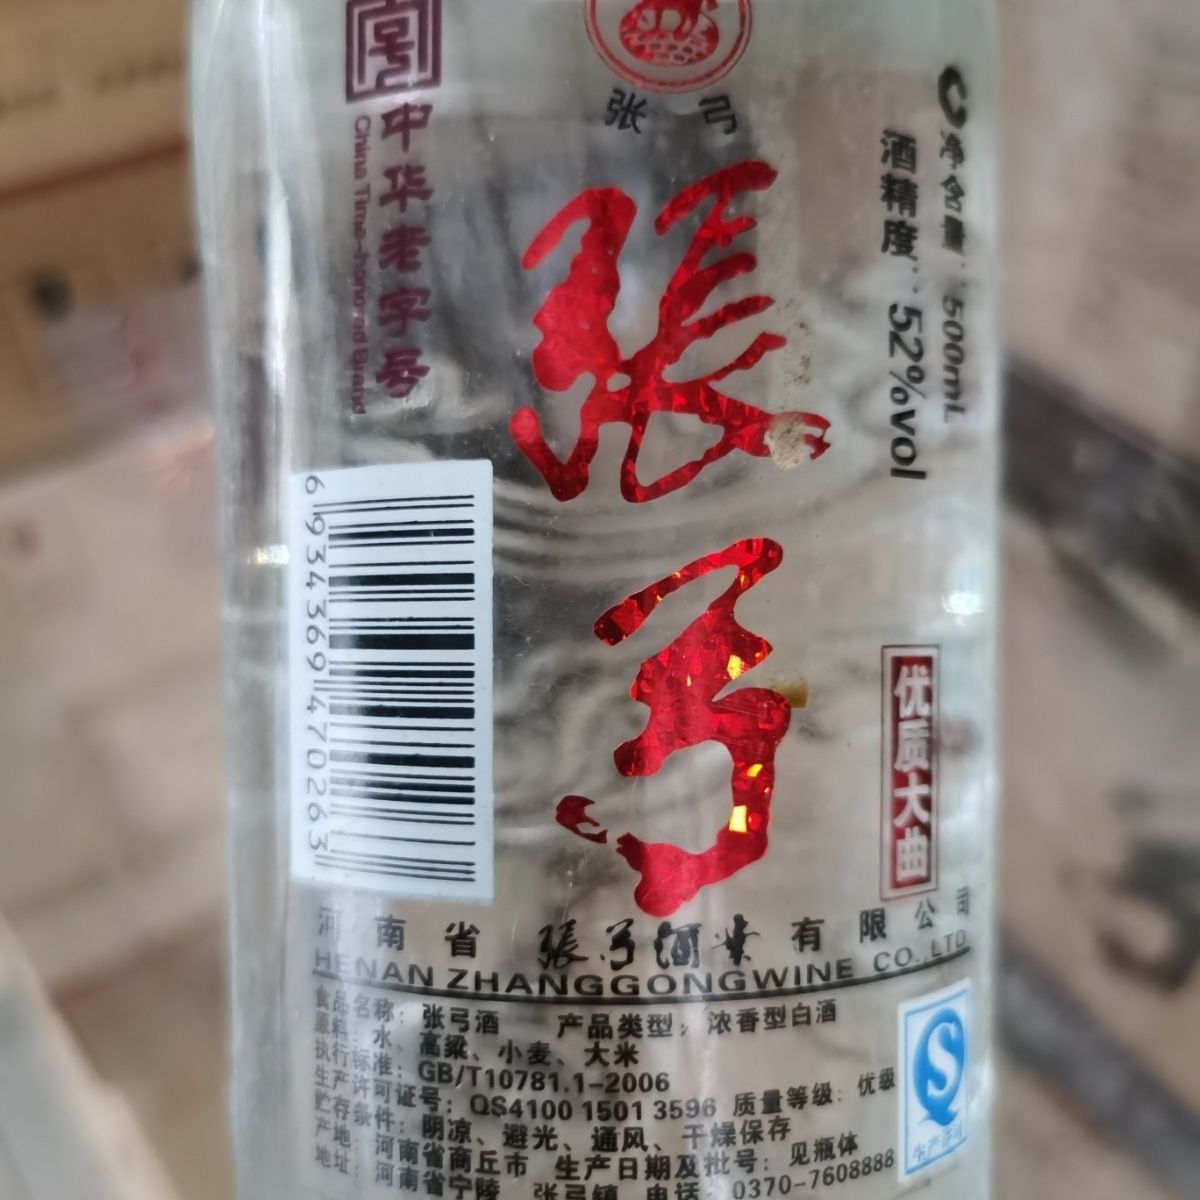 中华老字号
China Time-honornd Brand
张弓
張弓
净含量：500mL
酒精度：52%vol
优质大曲
6 934369 470263
河南省張弓酒业有限公司
HENAN ZHANGGONGWINE CO.,LTD
食品名称：张弓酒 产品类型：浓香型白酒
原料：水、高粱、小麦、大米
执行标准：GB/T10781.1-2006
生产许可证号：QS4100 1501 3596 质量等级：优级
贮存条件：阴凉、避光、通风、干燥保存
产地：河南省商丘市 生产日期及批号：见瓶体
地址：河南省宁陵 张弓镇 电话：0370-7608888